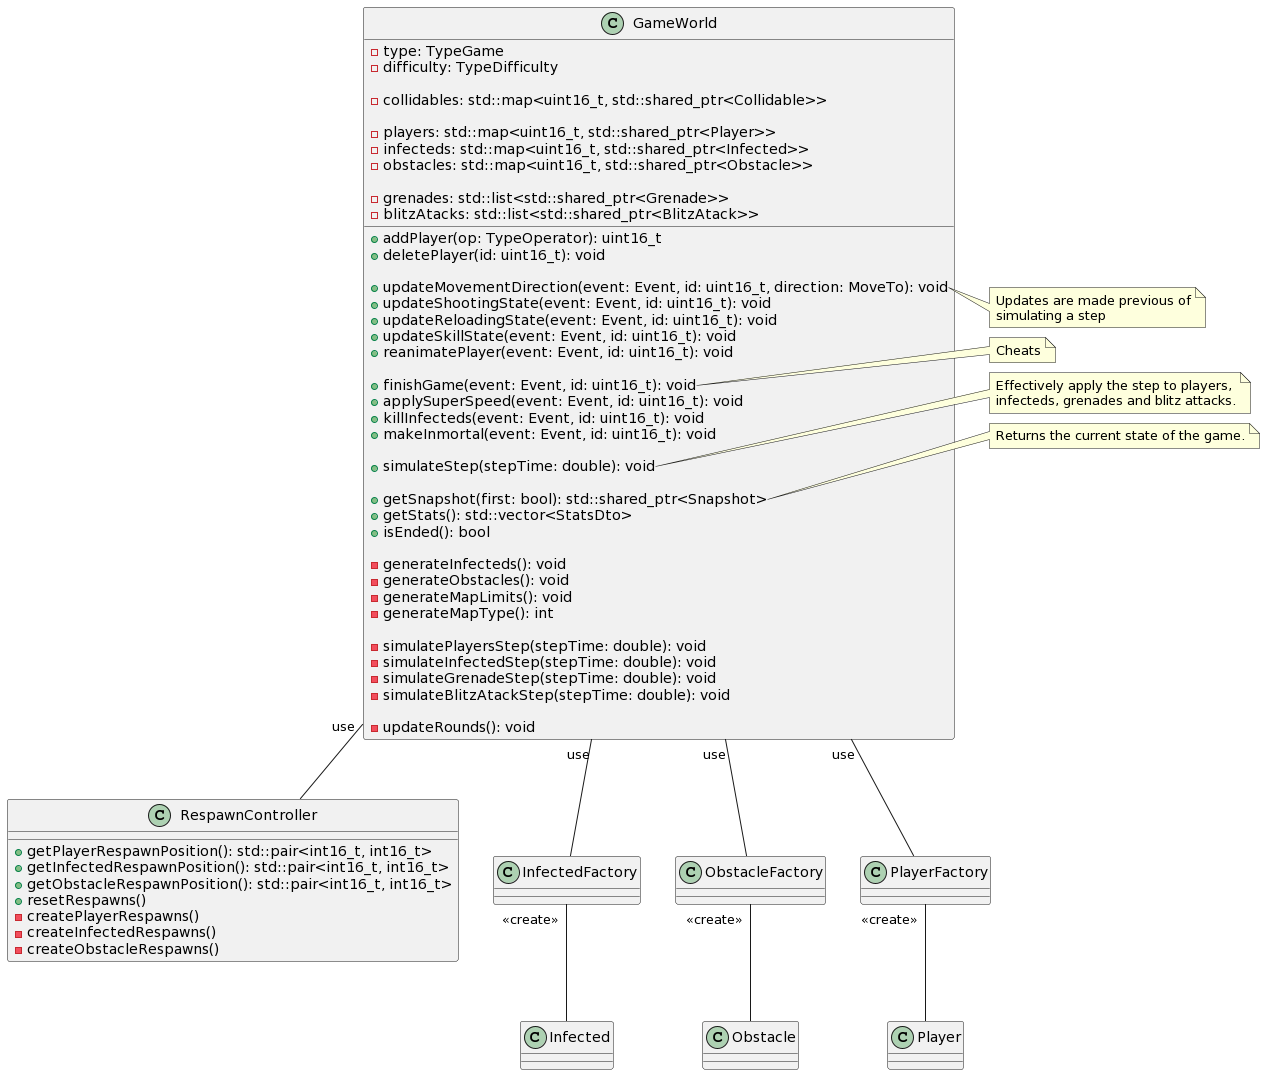 C GameWorld
type: TypeGame
difficulty: TypeDifficulty
collidables: std::map<uint16_t, std::shared_ptr<Collidable>>
players: std::map<uint16_t, std::shared_ptr<Player>>
infecteds: std::map<uint16_t, std::shared_ptr<Infected>>
obstacles: std::map<uint16_t, std::shared_ptr<Obstacle>>
grenades: std::list<std::shared_ptr<Grenade>>
blitzAtacks: std::list<std::shared_ptr<BlitzAtack>>
addPlayer(op: TypeOperator): uint16_t
deletePlayer(id: uint16_t): void
updateMovementDirection(event: Event, id: uint16_t, direction: MoveTo): void
updateShootingState(event: Event, id: uint16_t): void
updateReloadingState(event: Event, id: uint16_t): void
updateSkillState(event: Event, id: uint16_t): void
reanimatePlayer(event: Event, id: uint16_t): void
finishGame(event: Event, id: uint16_t): void
applySuperSpeed(event: Event, id: uint16_t): void
killInfecteds(event: Event, id: uint16_t): void
makeInmortal(event: Event, id: uint16_t): void
simulateStep(stepTime: double): void
getSnapshot(first: bool): std::shared_ptr<Snapshot>
getStats(): std::vector<StatsDto>
isEnded(): bool
generateInfecteds(): void
generateObstacles(): void
generateMapLimits(): void
generateMapType(): int
simulatePlayersStep(stepTime: double): void
simulateInfectedStep(stepTime: double): void
simulateGrenadeStep(stepTime: double): void
simulateBlitzAtackStep(stepTime: double): void
updateRounds(): void
Updates are made previous of
simulating a step
Cheats
Effectively apply the step to players,
infecteds, grenades and blitz attacks.
Returns the current state of the game.
use
use
use
use
C RespawnController
getPlayerRespawnPosition(): std::pair<int16_t, int16_t>
getInfectedRespawnPosition(): std::pair<int16_t, int16_t>
getObstacleRespawnPosition(): std::pair<int16_t, int16_t>
resetRespawns()
createPlayerRespawns()
createInfectedRespawns()
createObstacleRespawns()
C InfectedFactory
C ObstacleFactory
C PlayerFactory
«create»
«create»
«create»
C Infected
C Obstacle
C Player